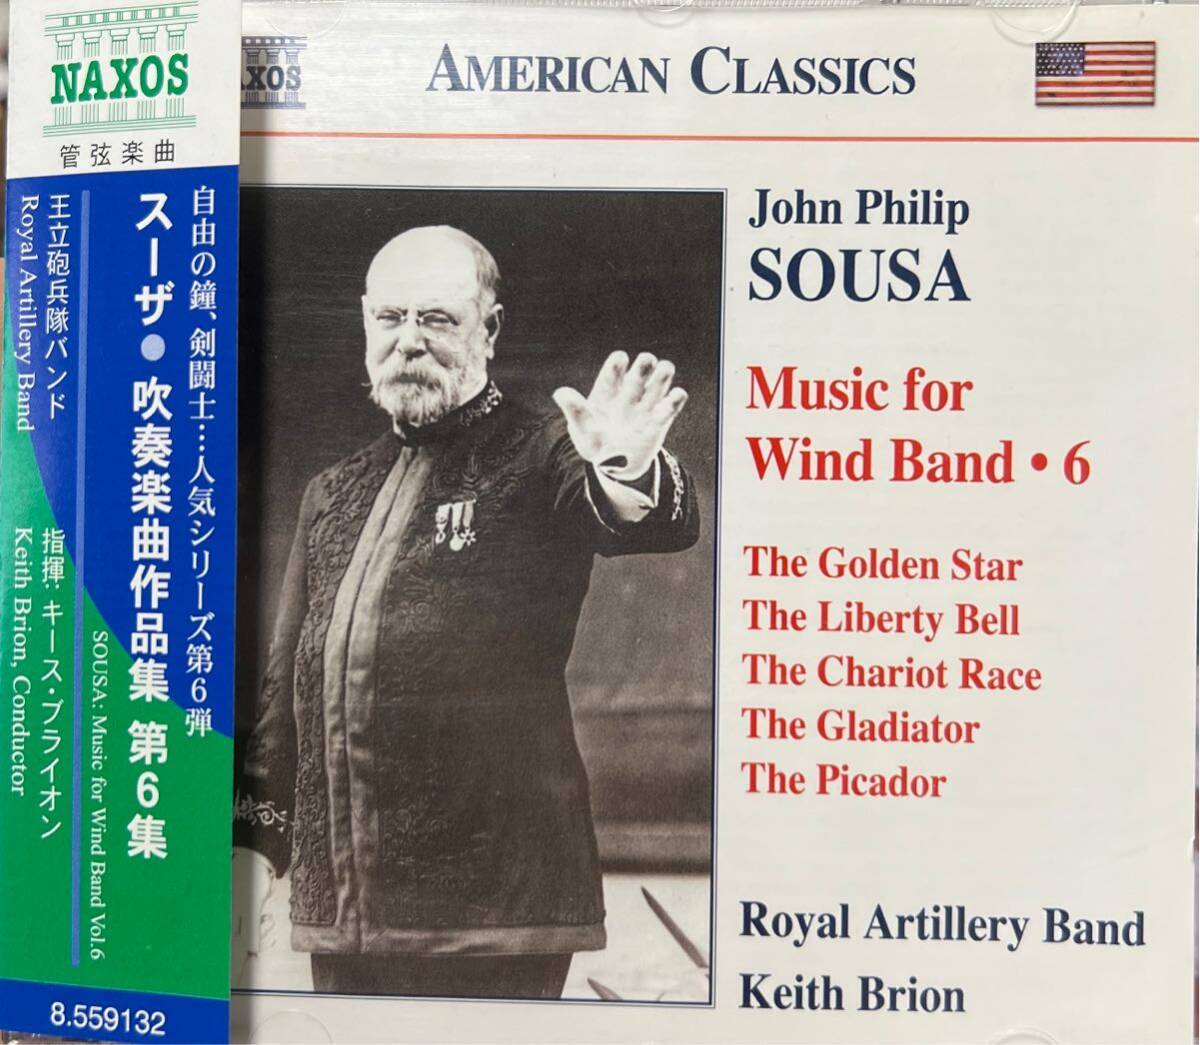 NAXOS
管弦楽曲
自由の鐘、剣闘士…人気シリーズ第6弾
スーザ●吹奏楽曲作品集 第6集
SOUSA: Music for Wind Band Vol.6
王立砲兵隊バンド
Royal Artillery Band
指揮:キース・ブライオン
Keith Brion, Conductor
8.559132
AXOS
AMERICAN CLASSICS
John Philip
SOUSA
Music for
Wind Band • 6
The Golden Star
The Liberty Bell
The Chariot Race
The Gladiator
The Picador
Royal Artillery Band
Keith Brion